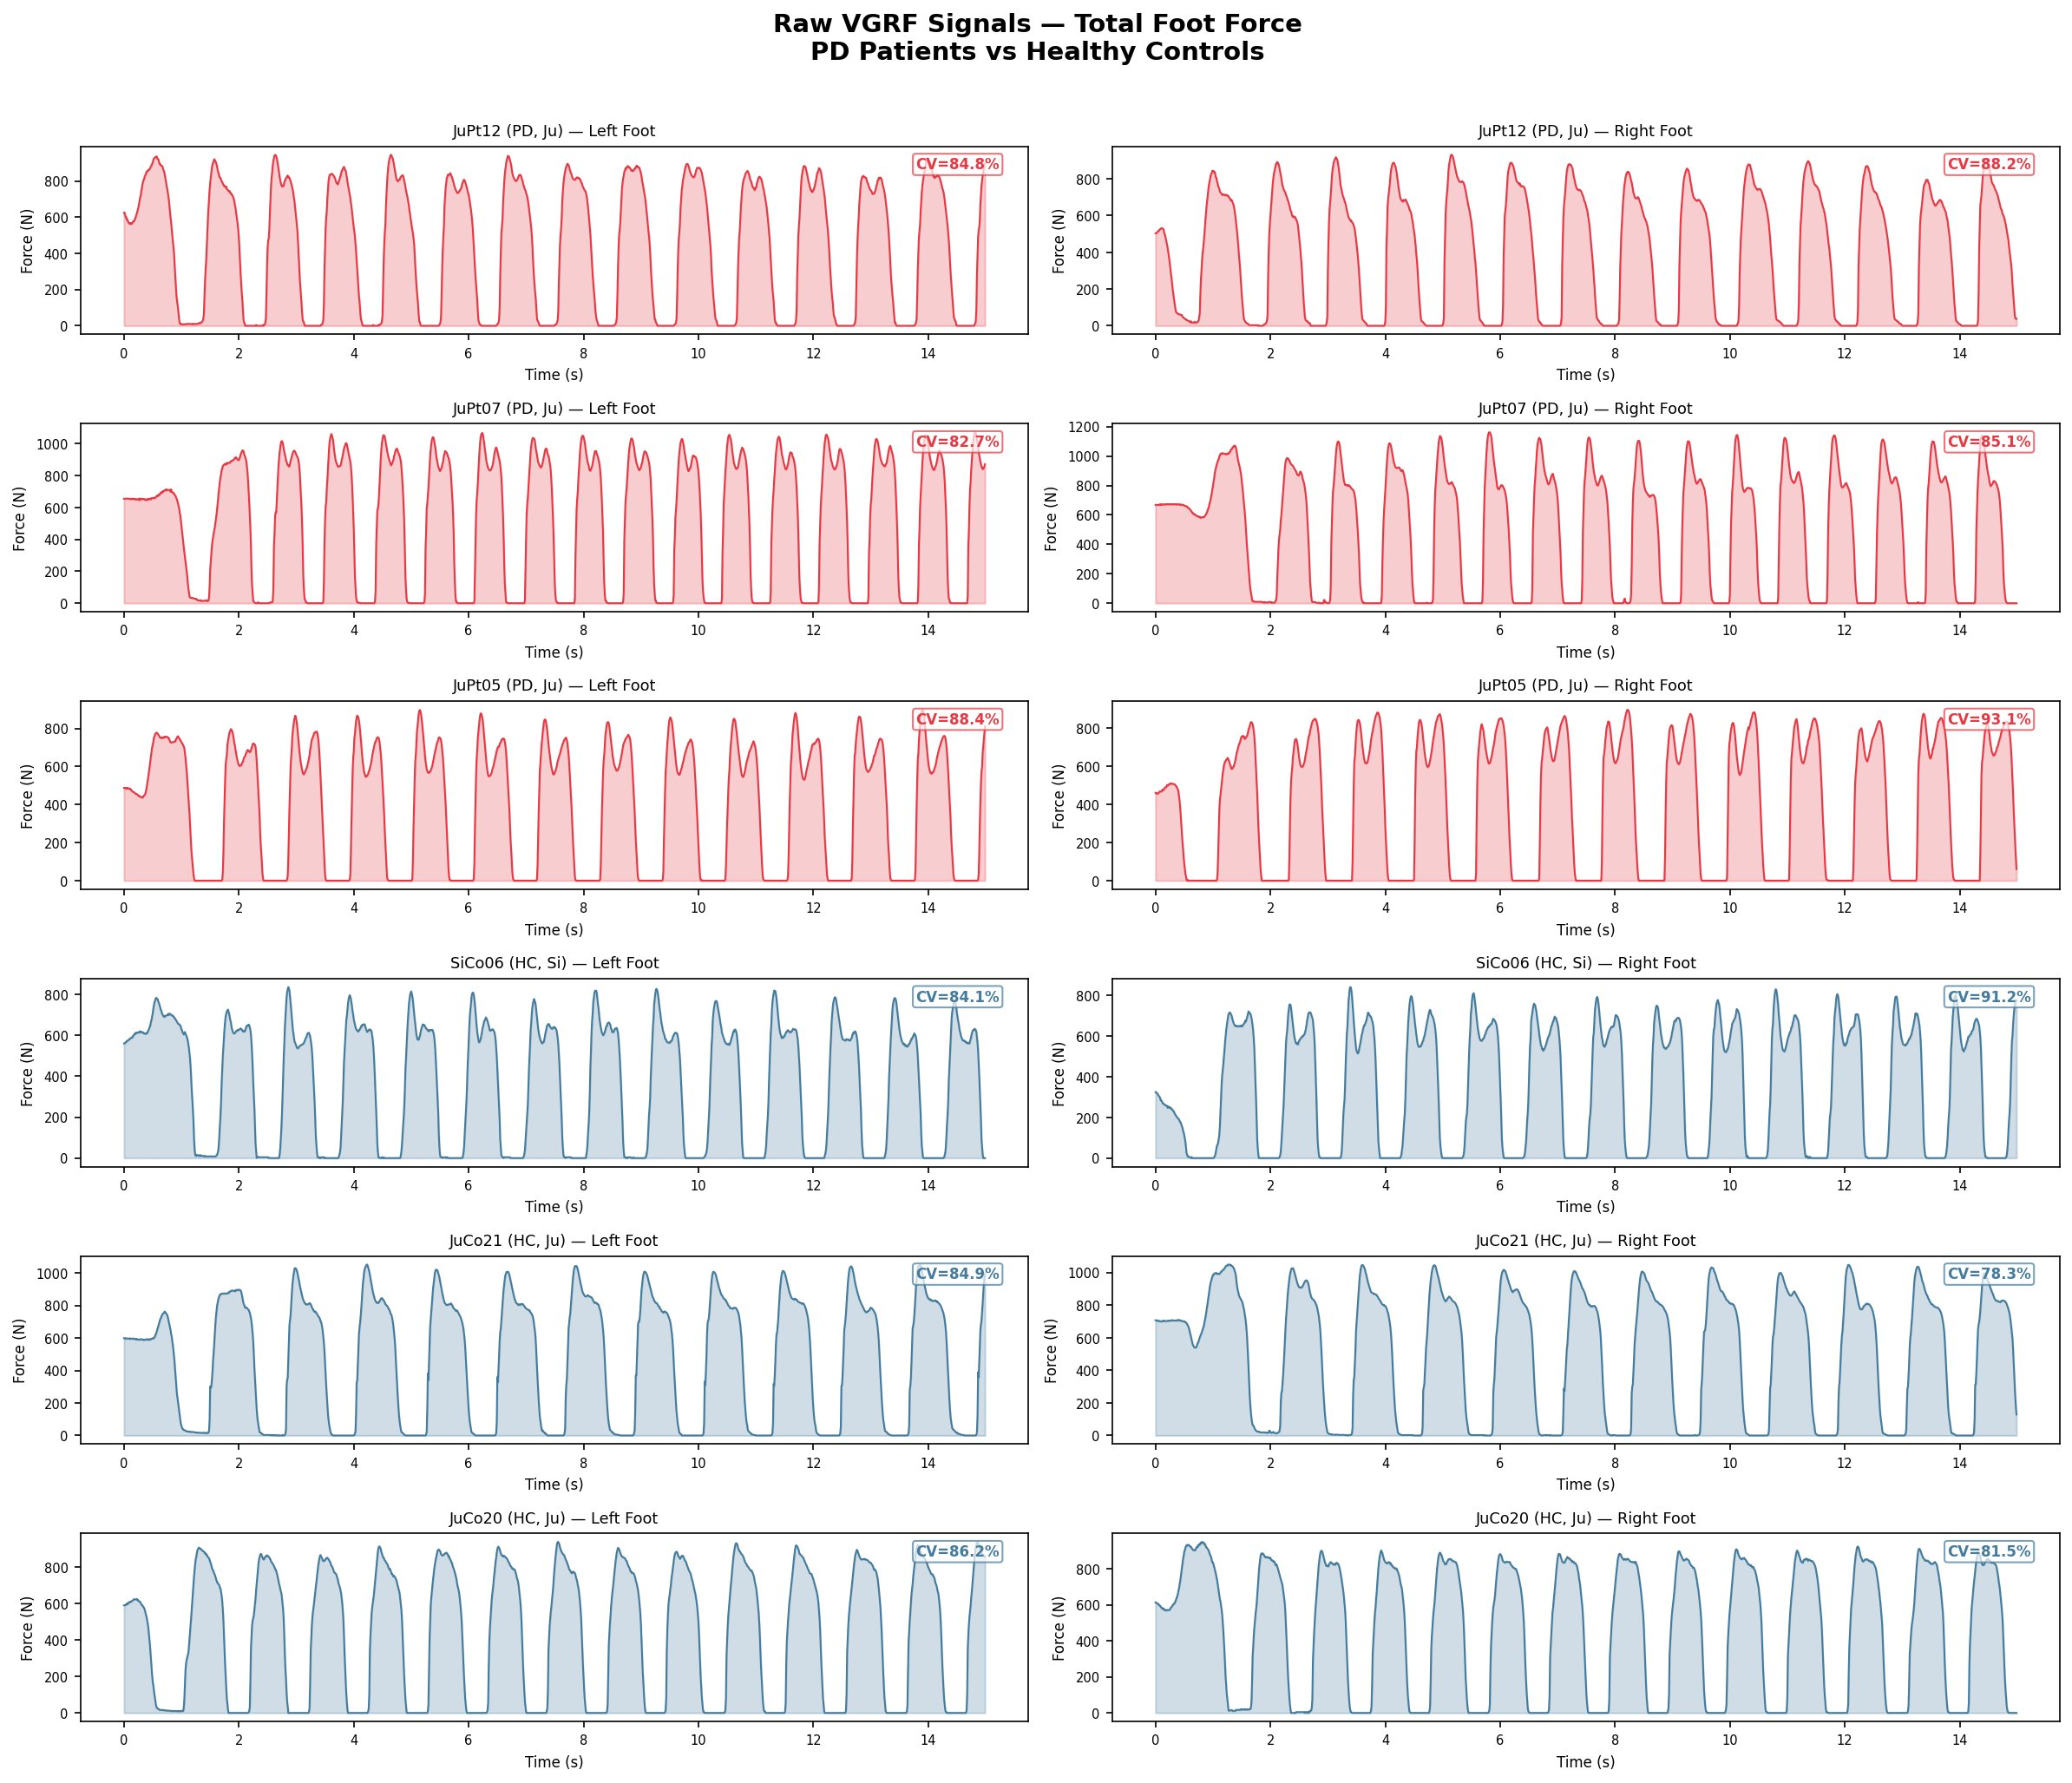 Raw VGRF Signals — Total Foot Force
PD Patients vs Healthy Controls
JuPt12 (PD, Ju) — Left Foot
CV=84.8%
Force (N)
800
600
400
200
0
0 2 4 6 8 10 12 14
Time (s)
JuPt12 (PD, Ju) — Right Foot
CV=88.2%
Force (N)
800
600
400
200
0
0 2 4 6 8 10 12 14
Time (s)
JuPt07 (PD, Ju) — Left Foot
CV=82.7%
Force (N)
1000
800
600
400
200
0
0 2 4 6 8 10 12 14
Time (s)
JuPt07 (PD, Ju) — Right Foot
CV=85.1%
Force (N)
1200
1000
800
600
400
200
0
0 2 4 6 8 10 12 14
Time (s)
JuPt05 (PD, Ju) — Left Foot
CV=88.4%
Force (N)
800
600
400
200
0
0 2 4 6 8 10 12 14
Time (s)
JuPt05 (PD, Ju) — Right Foot
CV=93.1%
Force (N)
800
600
400
200
0
0 2 4 6 8 10 12 14
Time (s)
SiCo06 (HC, Si) — Left Foot
CV=84.1%
Force (N)
800
600
400
200
0
0 2 4 6 8 10 12 14
Time (s)
SiCo06 (HC, Si) — Right Foot
CV=91.2%
Force (N)
800
600
400
200
0
0 2 4 6 8 10 12 14
Time (s)
JuCo21 (HC, Ju) — Left Foot
CV=84.9%
Force (N)
1000
800
600
400
200
0
0 2 4 6 8 10 12 14
Time (s)
JuCo21 (HC, Ju) — Right Foot
CV=78.3%
Force (N)
1000
800
600
400
200
0
0 2 4 6 8 10 12 14
Time (s)
JuCo20 (HC, Ju) — Left Foot
CV=86.2%
Force (N)
800
600
400
200
0
0 2 4 6 8 10 12 14
Time (s)
JuCo20 (HC, Ju) — Right Foot
CV=81.5%
Force (N)
800
600
400
200
0
0 2 4 6 8 10 12 14
Time (s)